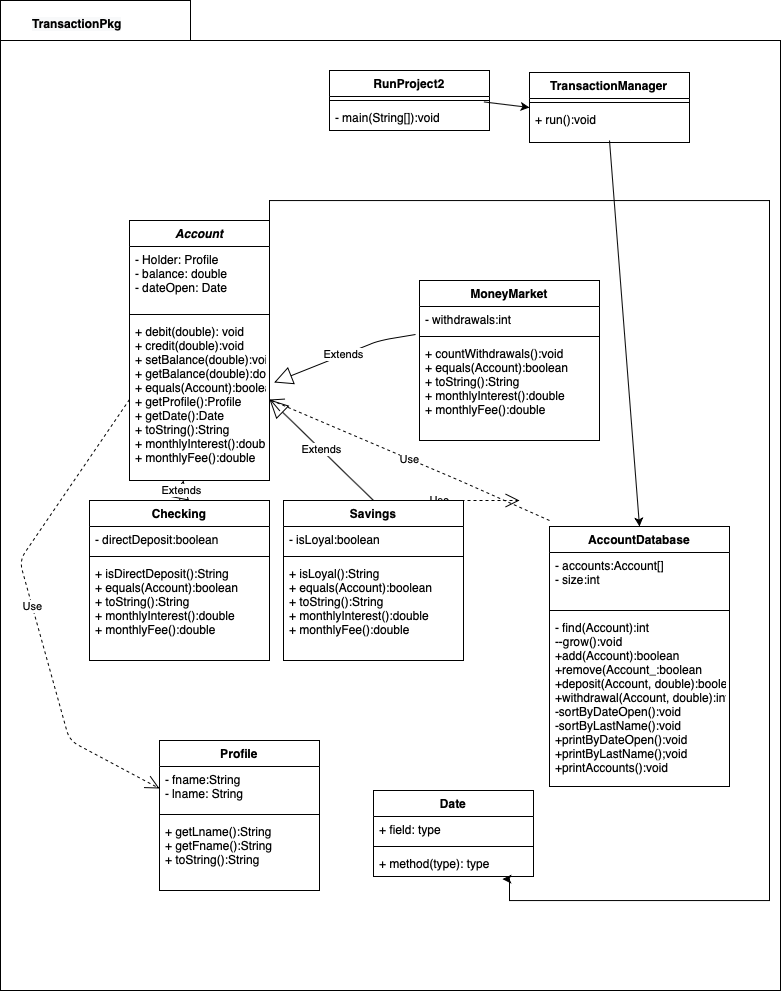 TransactionPkg
RunProject2
- main(String[]):void
TransactionManager
+ run():void
Account
- Holder: Profile
- balance: double
- dateOpen: Date
+ debit(double): void
+ credit(double):void
+ setBalance(double):voi
+ getBalance(double):do
+ equals(Account):boolea
+ getProfile():Profile
+ getDate():Date
+ toString():String
+ monthlyInterest():doub
+ monthlyFee():double
MoneyMarket
- withdrawals:int
+ countWithdrawals():void
+ equals(Account):boolean
+ toString():String
+ monthlyInterest():double
+ monthlyFee():double
Extends
Extends
Use
Extends
Use
Checking
- directDeposit:boolean
+ isDirectDeposit():String
+ equals(Account):boolean
+ toString():String
+ monthlyInterest():double
+ monthlyFee():double
Savings
- isLoyal:boolean
+ isLoyal():String
+ equals(Account):boolean
+ toString():String
+ monthlyInterest():double
+ monthlyFee():double
AccountDatabase
- accounts:Account[]
- size:int
- find(Account):int
--grow():void
+add(Account):boolean
+remove(Account_:boolean
+deposit(Account, double):boole
+withdrawal(Account, double):in
-sortByDateOpen():void
-sortByLastName():void
+printByDateOpen():void
+printByLastName();void
+printAccounts():void
Use
Profile
- fname:String
- lname: String
+ getLname():String
+ getFname():String
+ toString():String
Date
+ field: type
+ method(type): type